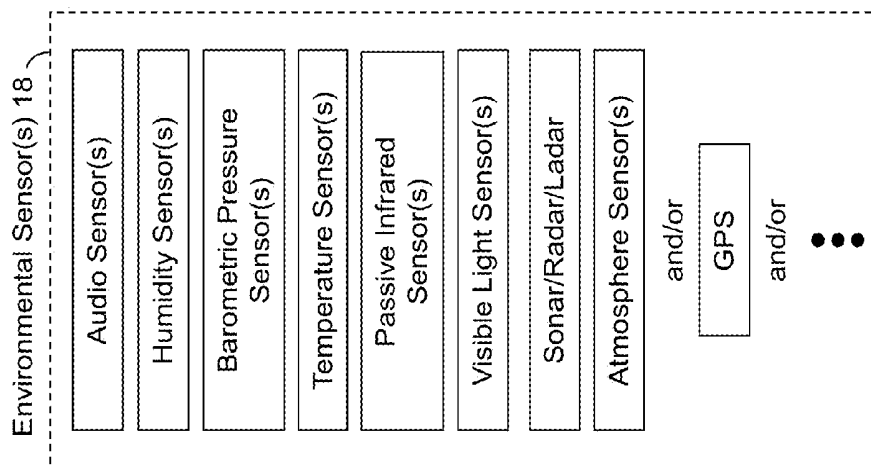 Environmental Sensor(s) 18
Audio Sensor(s)
Humidity Sensor(s)
Barometric Pressure
Sensor(s)
Temperature Sensor(s)
Passive Infrared
Sensor(s)
Visible Light Sensor(s)
Sonar/Radar/Ladar
Atmosphere Sensor(s)
and/or
GPS
and/or